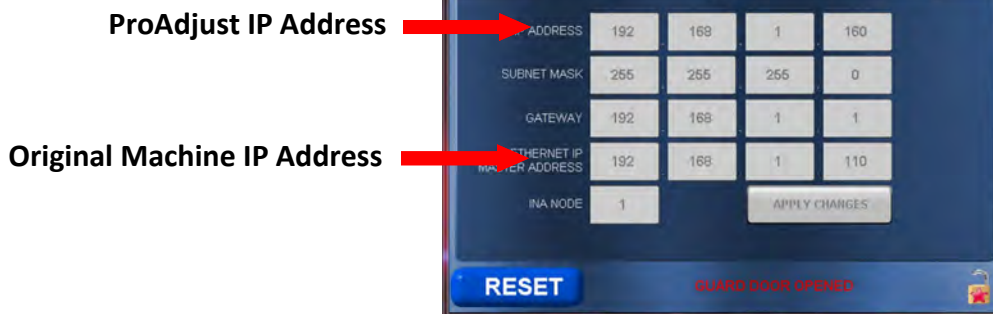 ProAdjust IP Address
IP ADDRESS 192 . 168 . 1 . 160
SUBNET MASK 255 . 255 . 255 . 0
GATEWAY 192 . 168 . 1 . 1
Original Machine IP Address
ETHERNET IP
MASTER ADDRESS 192 . 168 . 1 . 110
INA NODE 1 APPLY CHANGES
RESET GUARD DOOR OPENED